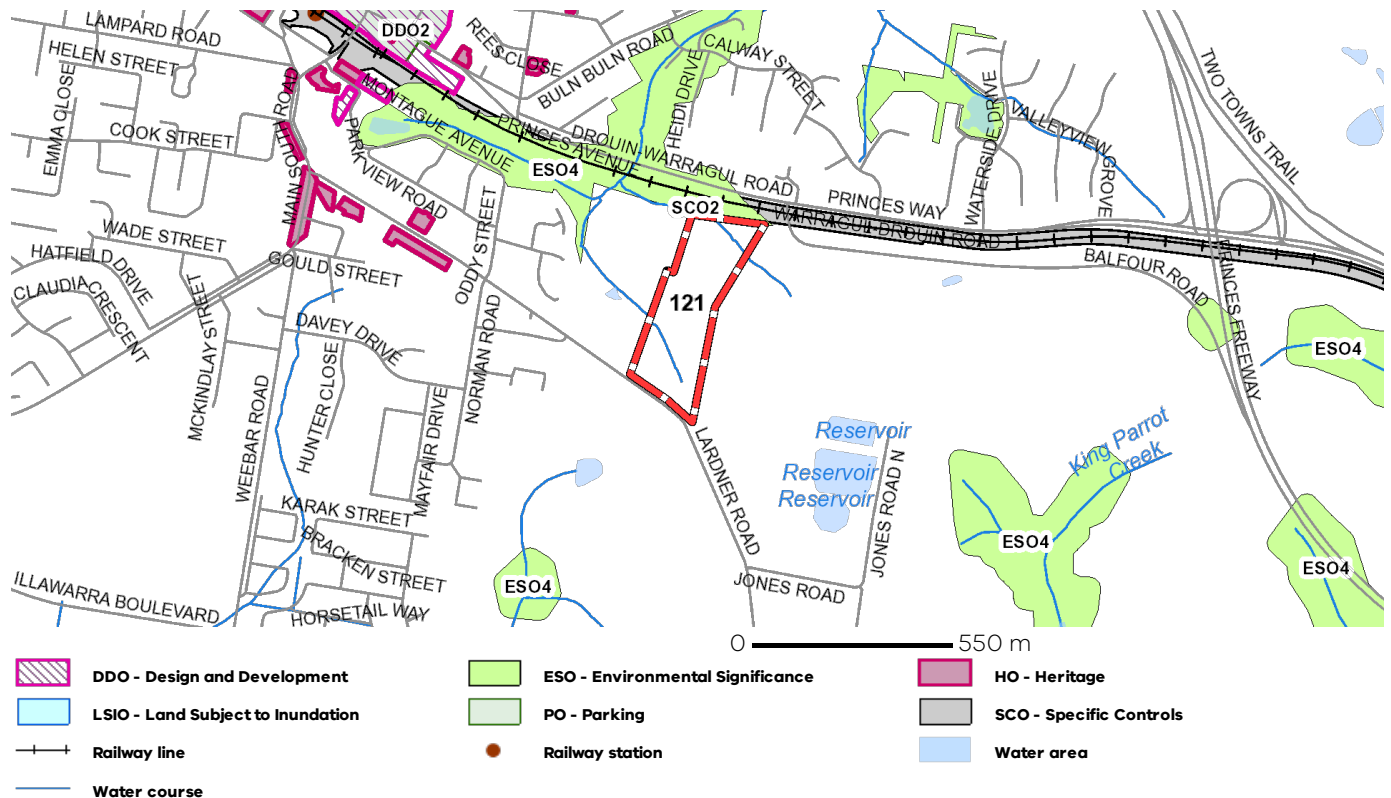 LAMPARD ROAD
HELEN STREET
EMMA CLOSE
COOK STREET
WADE STREET
HATFIELD DRIVE
CLAUDIA CRESCENT
MCKINDLAY STREET
MAIN SOUTH ROAD
GOULD STREET
DDO2
REES CLOSE
BULN BULN ROAD
CALWAY STREET
HEIDI DRIVE
MONTAGUE AVENUE
PARKVIEW ROAD
PRINCES AVENUE
DROUIN-WARRAGUL ROAD
ESO4
SCO2
PRINCES WAY
WARRAGUL-DROUIN ROAD
WATERSIDE DRIVE
VALLEYVIEW GROVE
TWO TOWNS TRAIL
BALFOUR ROAD
PRINCES FREEWAY
ESO4
ODDY STREET
NORMAN ROAD
121
DAVEY DRIVE
HUNTER CLOSE
WEEBAR ROAD
MAYFAIR DRIVE
KARAK STREET
BRACKEN STREET
HORSETAIL WAY
ILLAWARRA BOULEVARD
ESO4
LARDNER ROAD
Reservoir
Reservoir
Reservoir
JONES ROAD N
JONES ROAD
King Parrot
Creek
ESO4
ESO4
0 550 m
DDO - Design and Development
ESO - Environmental Significance
HO - Heritage
LSIO - Land Subject to Inundation
PO - Parking
SCO - Specific Controls
Railway line
Railway station
Water area
Water course